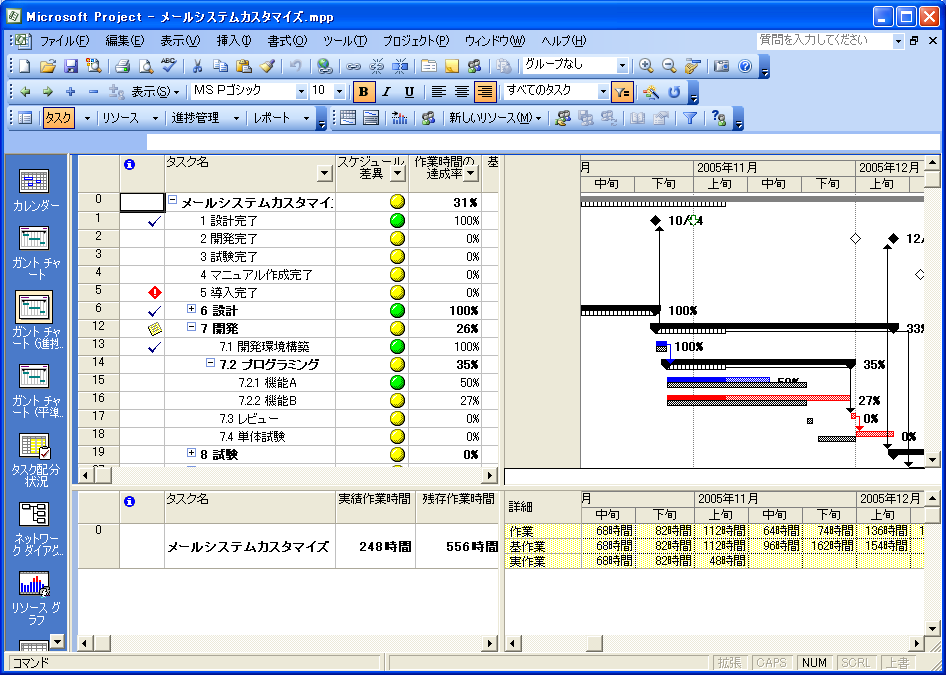 Microsoft Project - メールシステムカスタマイズ.mpp
ファイル(F) 編集(E) 表示(V) 挿入(I) 書式(O) ツール(T) プロジェクト(P) ウィンドウ(W) ヘルプ(H) 質問を入力してください
グループなし
表示(S) MS Pゴシック 10 B I U すべてのタスク
タスク リソース 進捗管理 レポート 新しいリソース(M)
カレンダー
ガント チャ
ート
ガント チャ
ート (進捗...
ガント チャ
ート (平準...
タスク配分
状況
ネットワー
ク ダイアグ...
リソース グ
ラフ
タスク名 スケジュール 差異 作業時間の 達成率 基
0 メールシステムカスタマイ 31%
1 1 設計完了 100%
2 2 開発完了 0%
3 3 試験完了 0%
4 4 マニュアル作成完了 0%
5 5 導入完了 0%
6 6 設計 100%
12 7 開発 26%
13 7.1 開発環境構築 100%
14 7.2 プログラミング 35%
15 7.2.1 機能A 50%
16 7.2.2 機能B 27%
17 7.3 レビュー 0%
18 7.4 単体試験 0%
19 8 試験 0%
月 2005年11月 2005年12月
中旬 下旬 上旬 中旬 下旬 上旬
10/
4
12/
100%
33%
100%
35%
50%
27%
0%
0%
タスク名 実績作業時間 残存作業時間
0 メールシステムカスタマイズ 248時間 556時間
詳細 月 2005年11月 2005年12月
中旬 下旬 上旬 中旬 下旬 上旬
作業 68時間 82時間 112時間 64時間 74時間 136時間 1
基作業 68時間 82時間 112時間 96時間 162時間 154時間
実作業 68時間 82時間 48時間
コマンド 拡張 CAPS NUM SCRL 上書